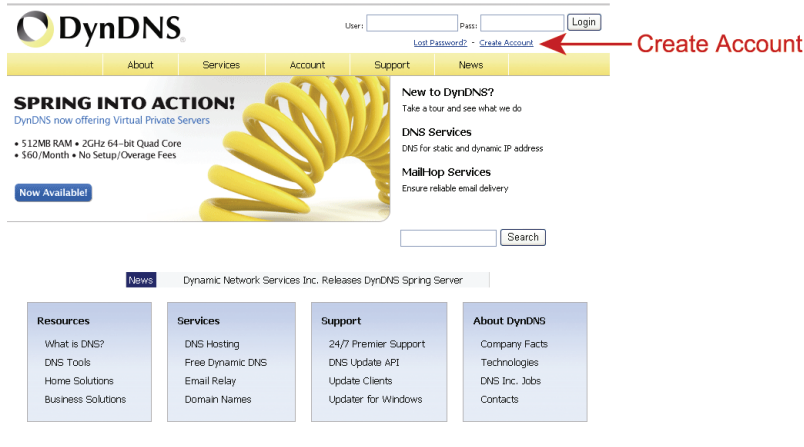 DynDNS
User: Pass: Login
Lost Password? - Create Account
Create Account
About Services Account Support News
SPRING INTO ACTION!
DynDNS now offering Virtual Private Servers
• 512MB RAM • 2GHz 64-bit Quad Core
• $60/Month • No Setup/Overage Fees
Now Available!
New to DynDNS?
Take a tour and see what we do
DNS Services
DNS for static and dynamic IP address
MailHop Services
Ensure reliable email delivery
Search
News Dynamic Network Services Inc. Releases DynDNS Spring Server
Resources
What is DNS?
DNS Tools
Home Solutions
Business Solutions
Services
DNS Hosting
Free Dynamic DNS
Email Relay
Domain Names
Support
24/7 Premier Support
DNS Update API
Update Clients
Updater for Windows
About DynDNS
Company Facts
Technologies
DNS Inc. Jobs
Contacts